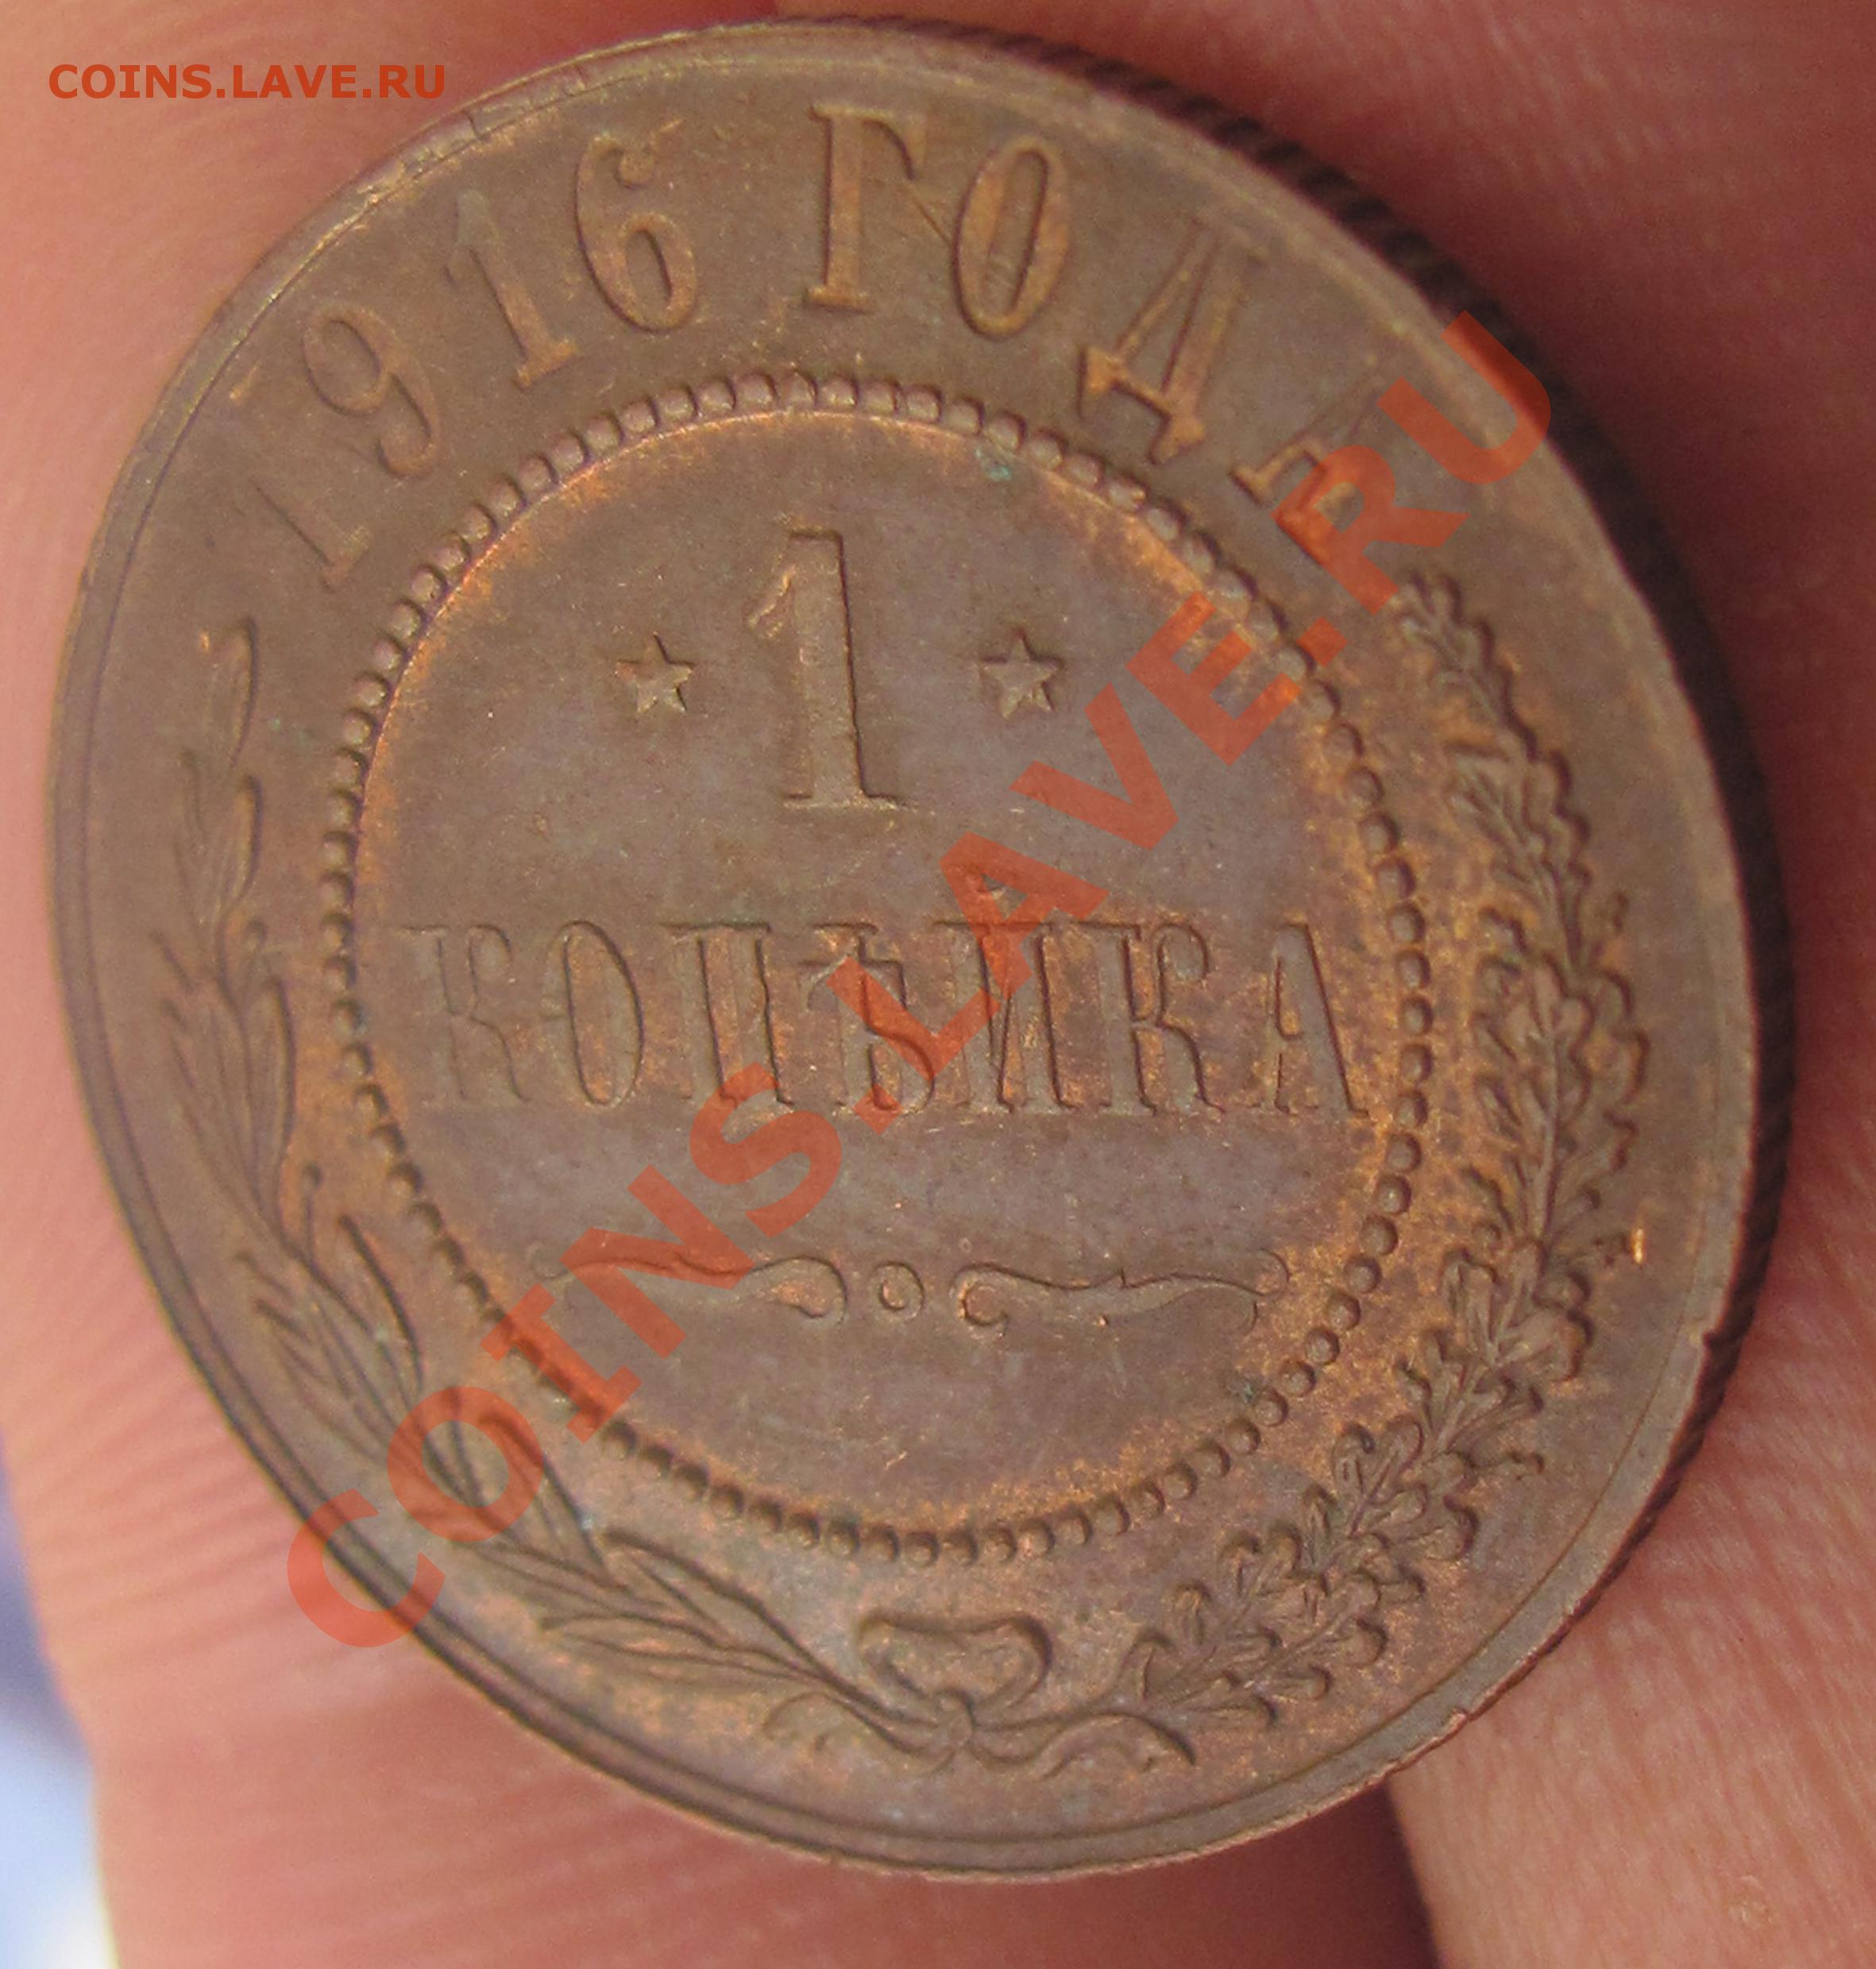 COINS.LAVE.RU
1916 ГОДА
* 1 *
КОПѢЙКА
COINS.LAVE.RU